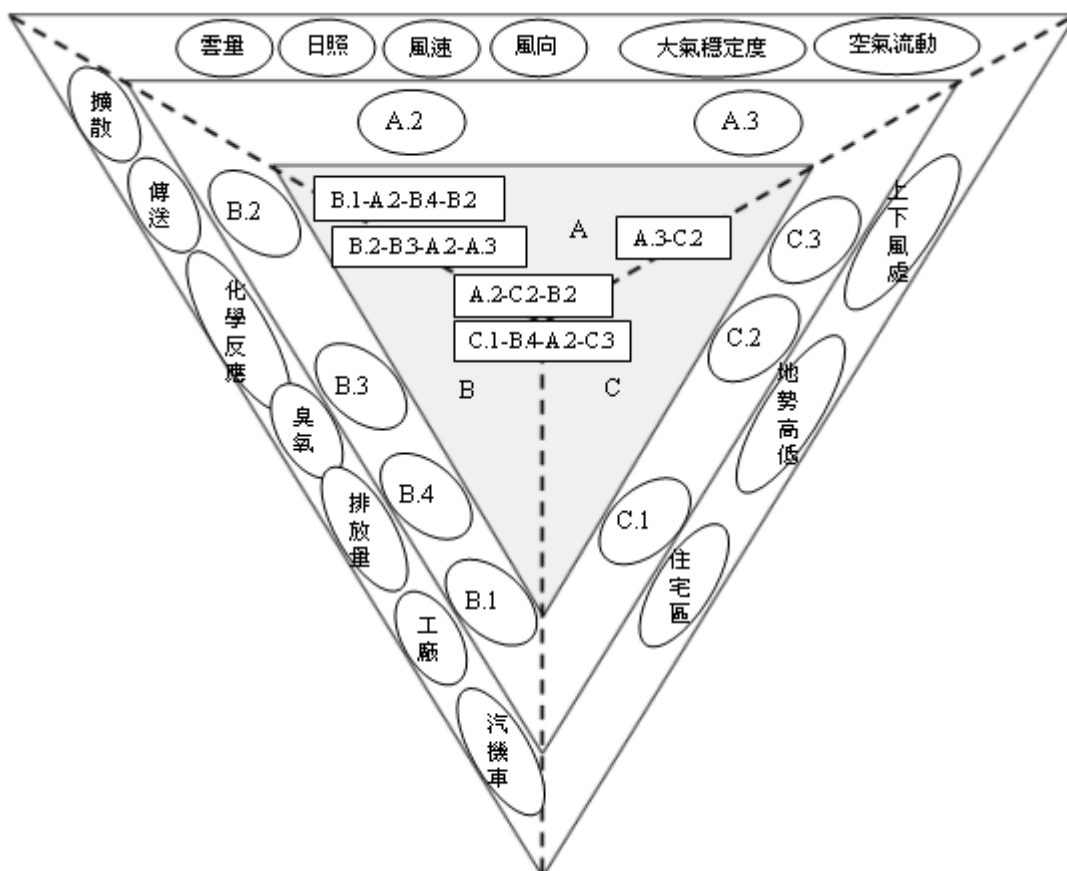 雲量 日照 風速 風向 大氣穩定度 空氣流動
擴散
A.2 A.3
傳送
B.2
B.1-A.2-B.4-B.2
A
A.3-C.2
C.3
上下風處
B.2-B.3-A.2-A.3
化學反應
A.2-C.2-B.2
C.2
C.1-B.4-A.2-C.3
B.3
B
C
地勢高低
臭氧
B.4
排放量
C.1
B.1
住宅區
工廠
汽機車